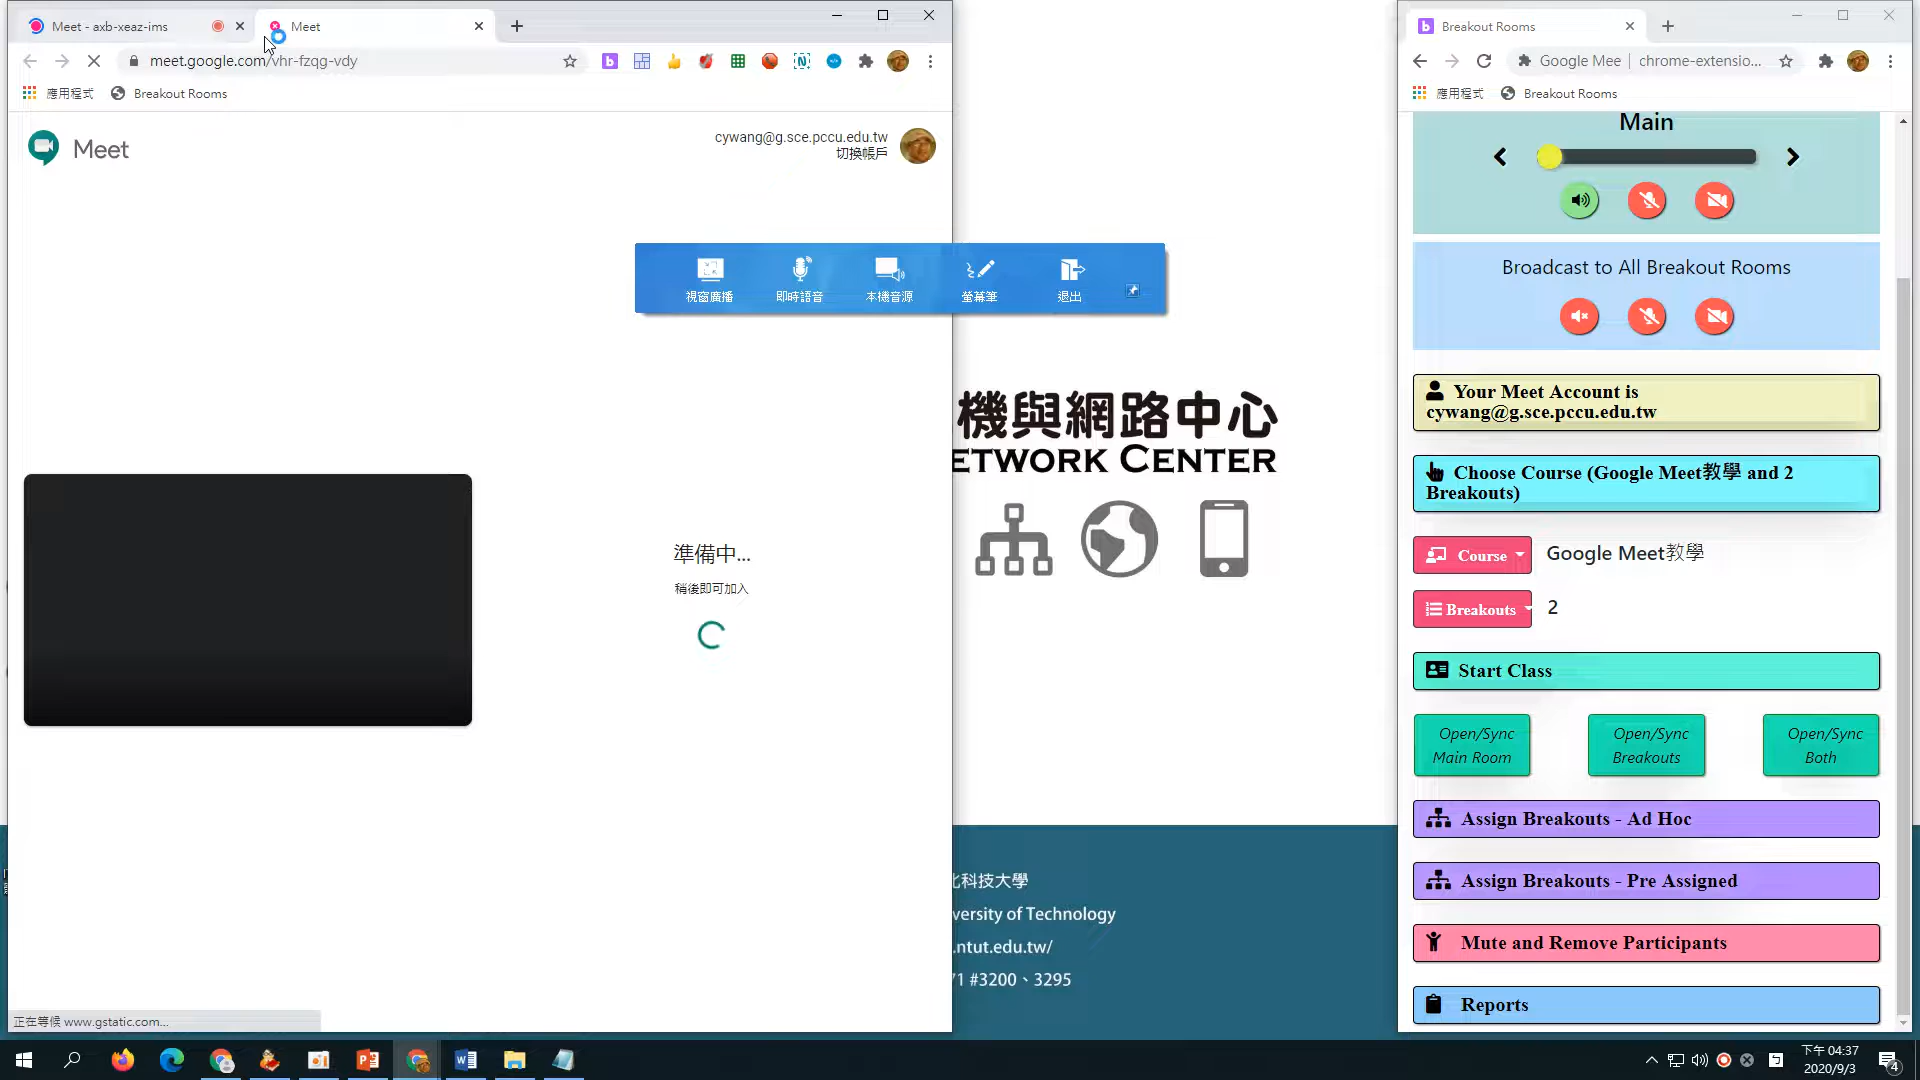 Meet - axb-xeaz-ims
Meet
meet.google.com/vhr-fzqg-vdy
應用程式
Breakout Rooms
Meet
cywang@g.sce.pccu.edu.tw
切換帳戶
視窗廣播
即時語音
本機音源
螢幕筆
退出
準備中...
稍後即可加入
正在等候 www.gstatic.com...
機與網路中心
ETWORK CENTER
北科技大學
versity of Technology
.ntut.edu.tw/
71 #3200、3295
Breakout Rooms
Google Mee | chrome-extensio...
應用程式
Breakout Rooms
Main
Broadcast to All Breakout Rooms
Your Meet Account is
cywang@g.sce.pccu.edu.tw
Choose Course (Google Meet教學 and 2
Breakouts)
Course
Google Meet教學
Breakouts
2
Start Class
Open/Sync
Main Room
Open/Sync
Breakouts
Open/Sync
Both
Assign Breakouts - Ad Hoc
Assign Breakouts - Pre Assigned
Mute and Remove Participants
Reports
下午 04:37
2020/9/3
4